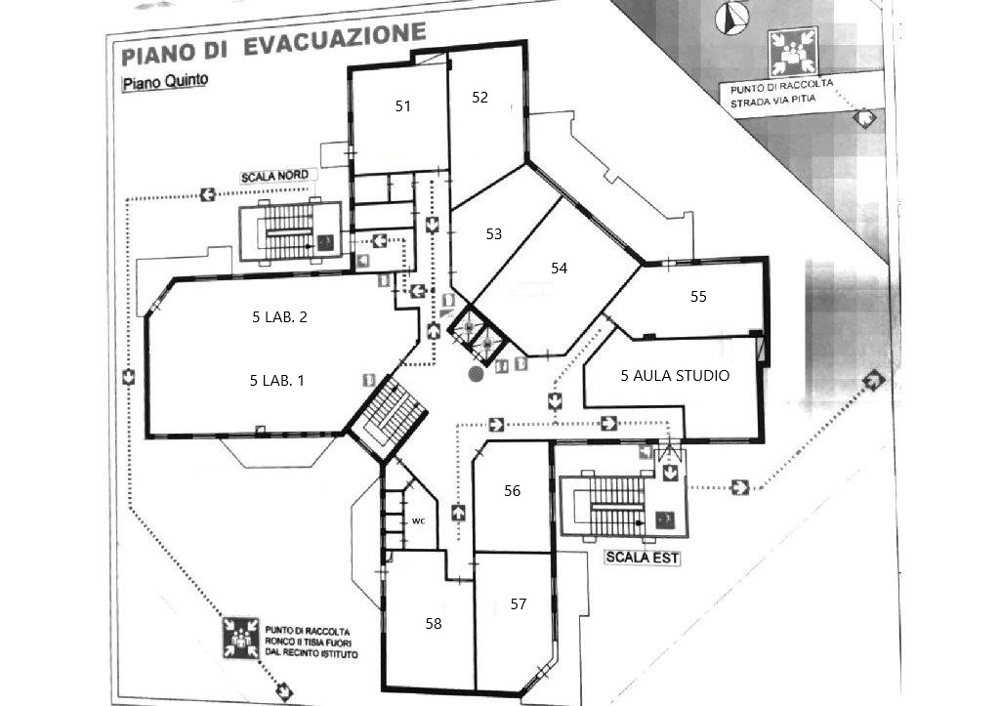 PIANO DI EVACUAZIONE
Piano Quinto
PUNTO DI RACCOLTA
STRADA VIA PITIA
51
52
SCALA NORD
53
54
55
5 LAB. 2
5 LAB. 1
5 AULA STUDIO
56
WC
SCALA EST
57
58
PUNTO DI RACCOLTA
RONCO II TISIA FUORI
DAL RECINTO ISTITUTO